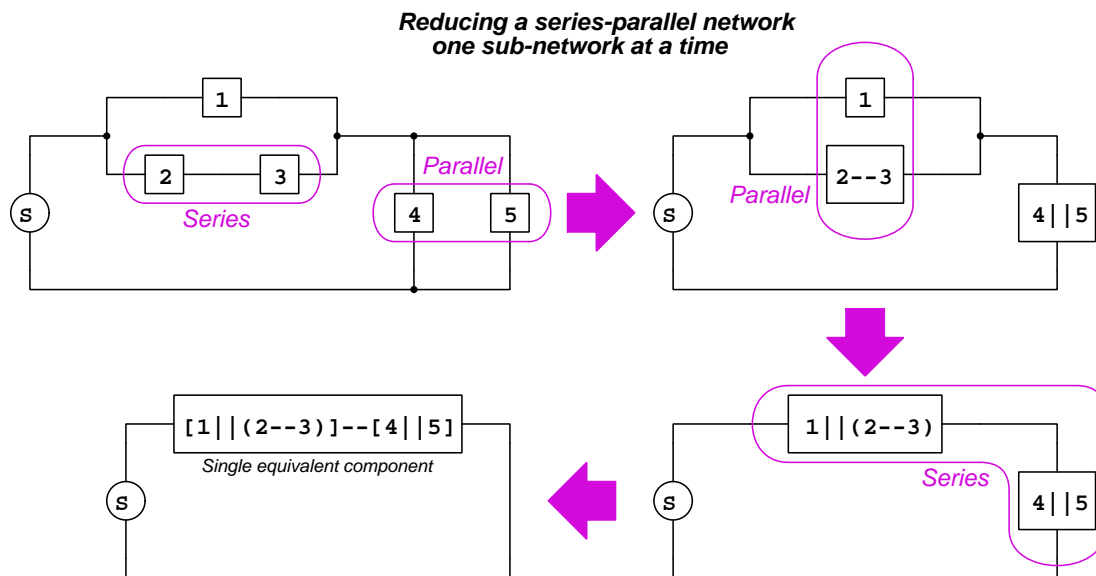 Reducing a series-parallel network
one sub-network at a time
1
2
3
Series
Parallel
4
5
S
1
2--3
Parallel
S
4||5
[1||(2--3)]--[4||5]
Single equivalent component
S
1||(2--3)
Series
S
4||5